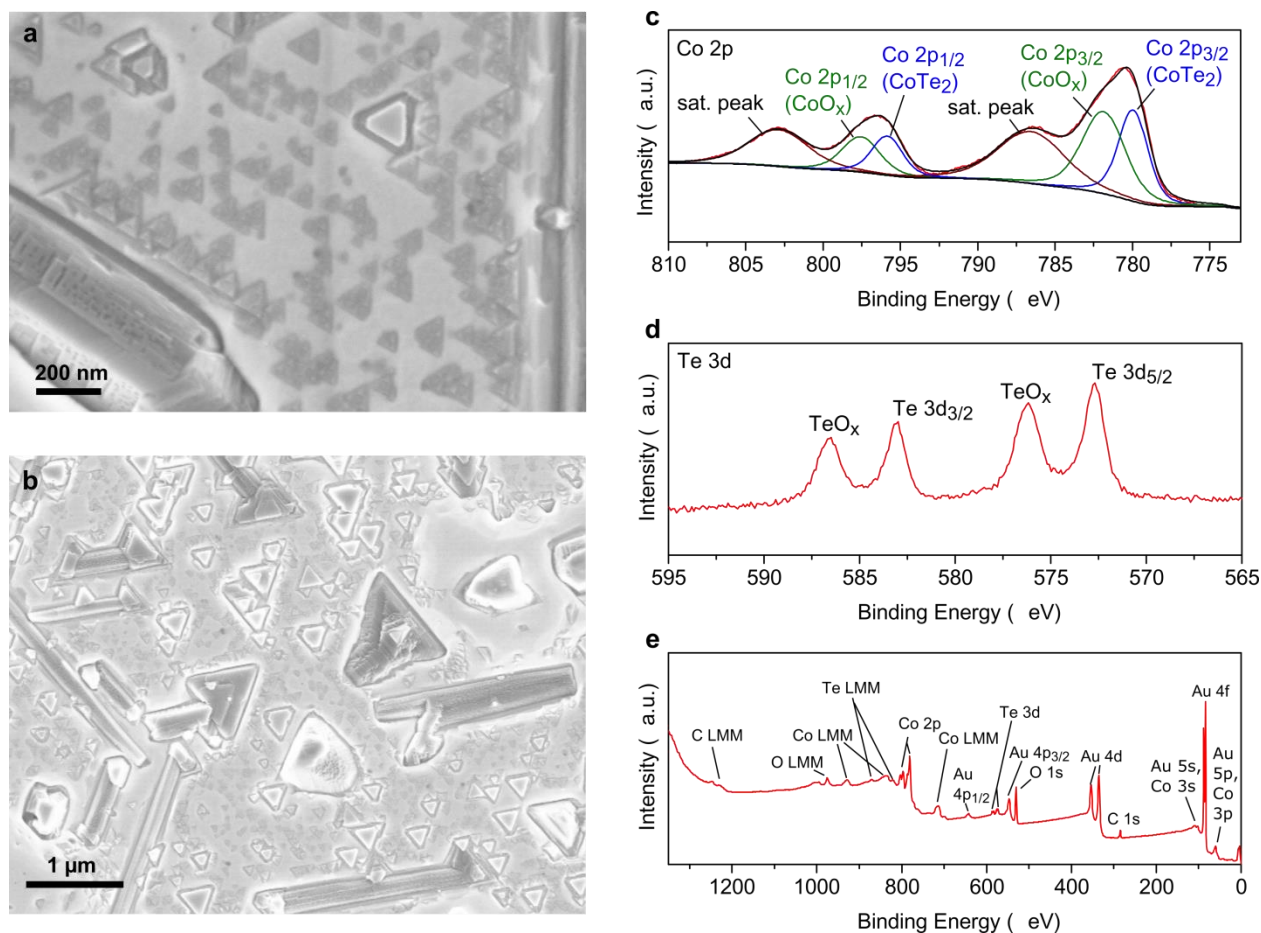 a
200 nm
b
1 µm
c
Co 2p
sat. peak
Co 2p1/2
(CoOx)
Co 2p1/2
(CoTe2)
sat. peak
Co 2p3/2
(CoOx)
Co 2p3/2
(CoTe2)
Intensity ( a.u.)
810 805 800 795 790 785 780 775
Binding Energy ( eV)
d
Te 3d
TeOx
Te 3d3/2
TeOx
Te 3d5/2
Intensity ( a.u.)
595 590 585 580 575 570 565
Binding Energy ( eV)
e
C LMM
O LMM
Te LMM
Co LMM
Co 2p
Co LMM
Au
4p1/2
Te 3d
Au 4p3/2
O 1s
Au 4d
C 1s
Au 5s,
Co 3s
Au 4f
Au
5p,
Co
3p
Intensity ( a.u.)
1200 1000 800 600 400 200 0
Binding Energy ( eV)